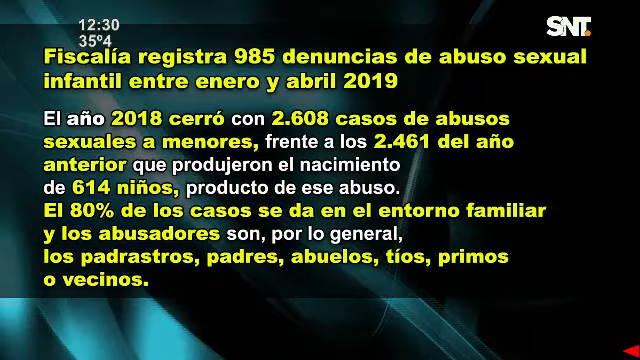 12:30
35º4
SNT.
Fiscalía registra 985 denuncias de abuso sexual
infantil entre enero y abril 2019
El año 2018 cerró con 2.608 casos de abusos
sexuales a menores, frente a los 2.461 del año
anterior que produjeron el nacimiento
de 614 niños, producto de ese abuso.
El 80% de los casos se da en el entorno familiar
y los abusadores son, por lo general,
los padrastros, padres, abuelos, tíos, primos
o vecinos.